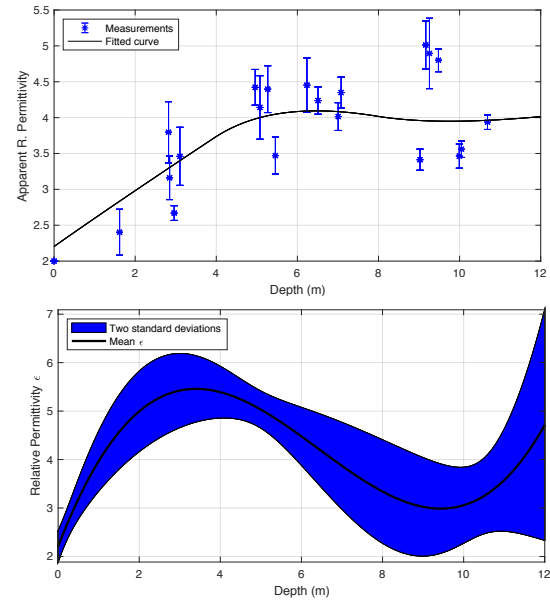 5.5
5
4.5
4
3.5
3
2.5
2
Apparent R. Permittivity
Measurements
Fitted curve
0 2 4 6 8 10 12
Depth (m)
7
6
5
4
3
2
Relative Permittivity ϵ
Two standard deviations
Mean ϵ
0 2 4 6 8 10 12
Depth (m)